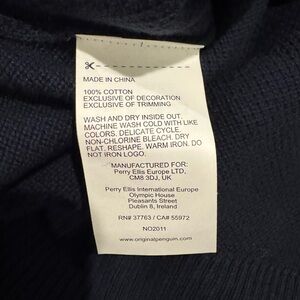 MADE IN CHINA
100% COTTON
EXCLUSIVE OF DECORATION
EXCLUSIVE OF TRIMMING
WASH AND DRY INSIDE OUT.
MACHINE WASH COLD WITH LIKE
COLORS. DELICATE CYCLE.
NON-CHLORINE BLEACH. DRY
FLAT. RESHAPE. WARM IRON. DO
NOT IRON LOGO.
MANUFACTURED FOR:
Perry Ellis Europe LTD,
CM8 3DJ, UK
Perry Ellis International Europe
Olympic House
Pleasants Street
Dublin 8, Ireland
RN# 37763 / CA# 55972
NO2011
www.originalpenguin.com